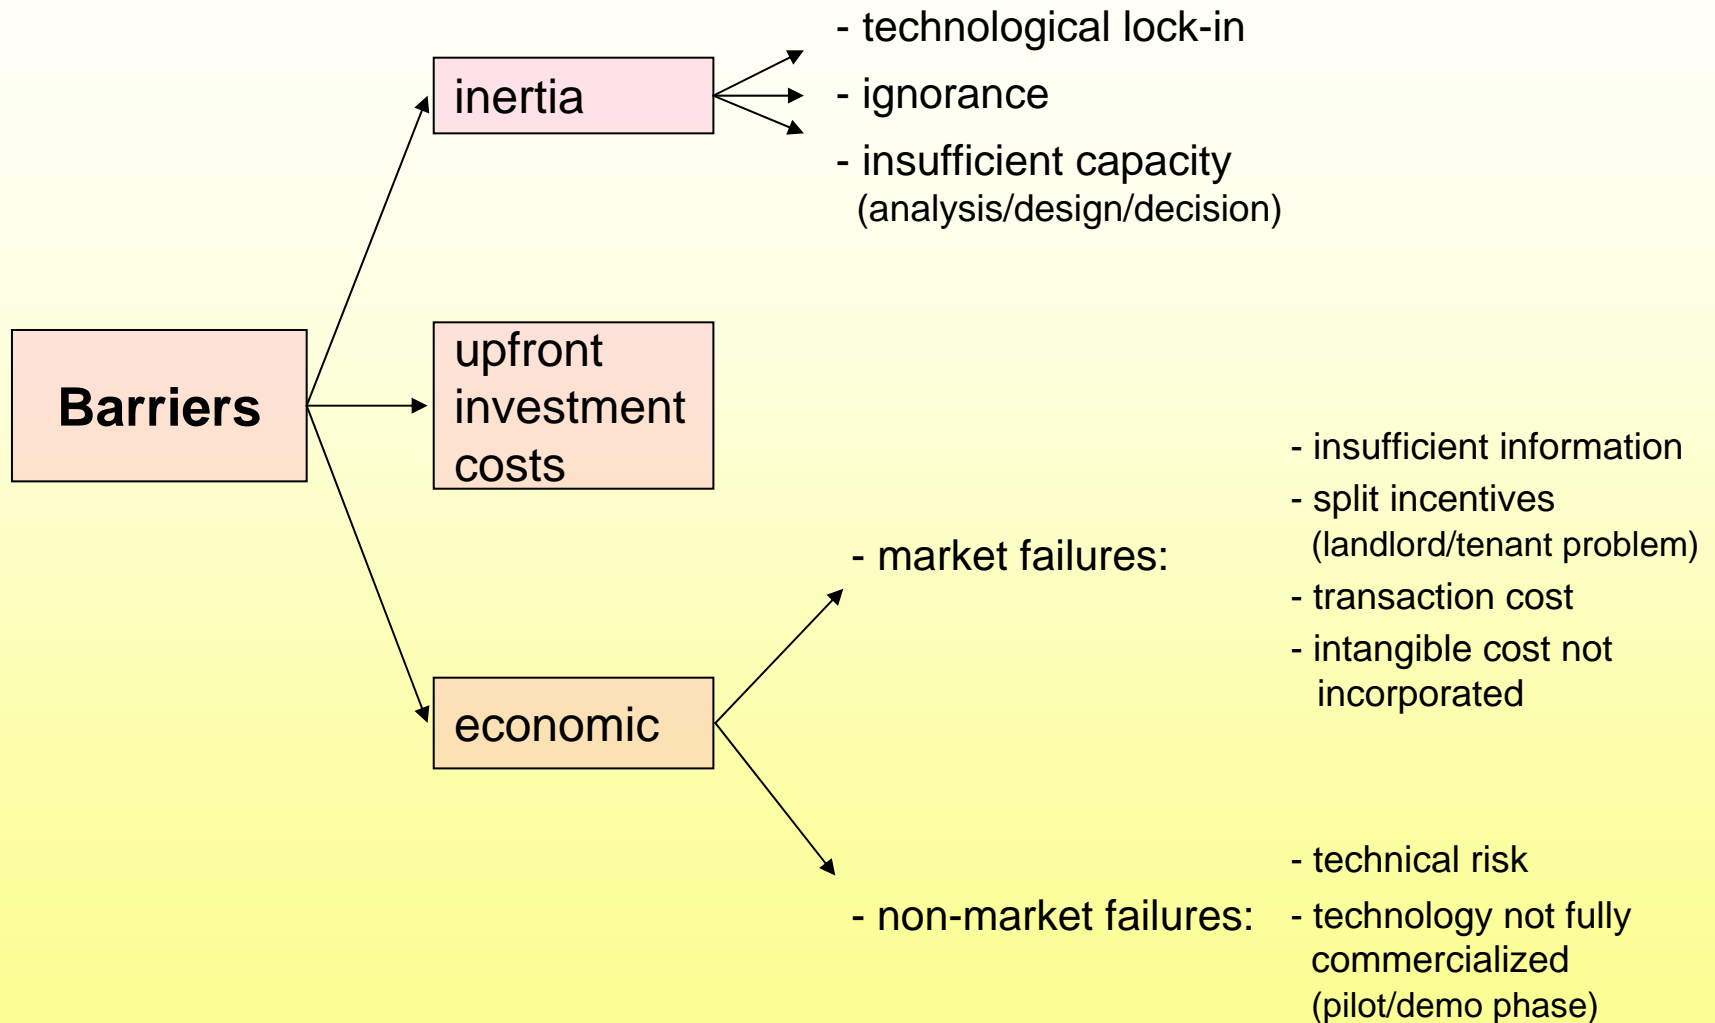 Barriers
inertia
- technological lock-in
- ignorance
- insufficient capacity
(analysis/design/decision)
upfront
investment
costs
economic
- market failures:
- insufficient information
- split incentives
(landlord/tenant problem)
- transaction cost
- intangible cost not
incorporated
- non-market failures:
- technical risk
- technology not fully
commercialized
(pilot/demo phase)